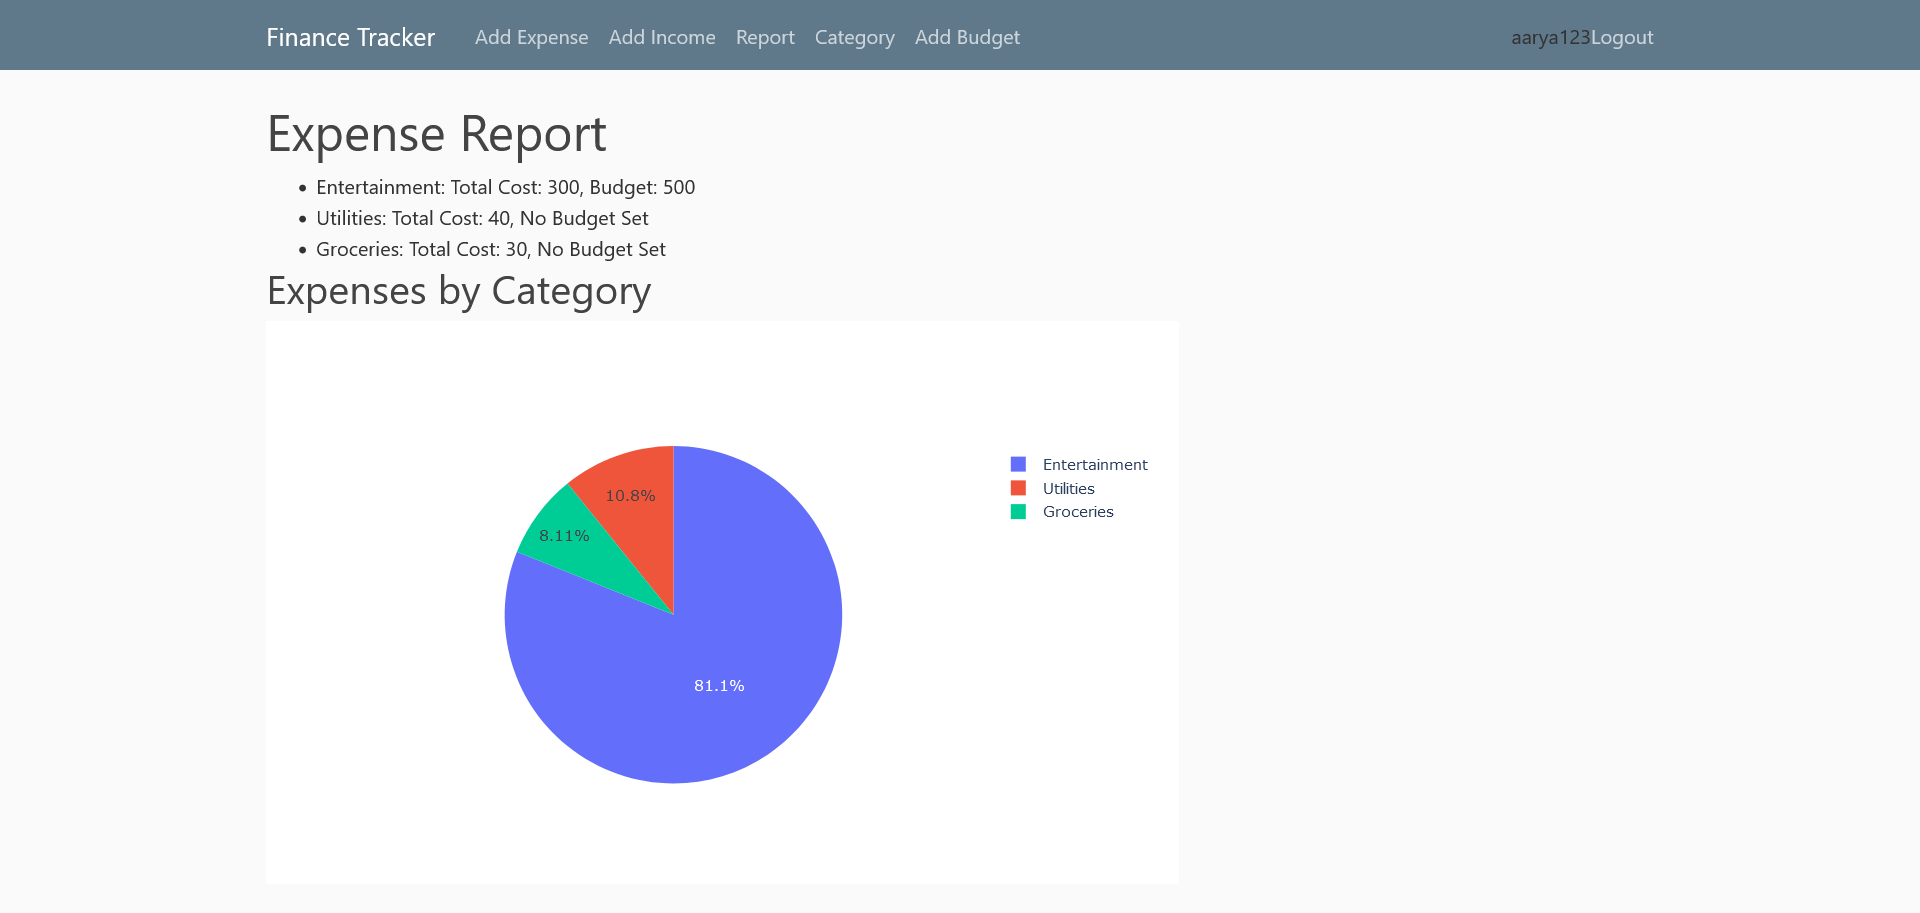 Finance Tracker Add Expense Add Income Report Category Add Budget aarya123Logout
Expense Report
• Entertainment: Total Cost: 300, Budget: 500
• Utilities: Total Cost: 40, No Budget Set
• Groceries: Total Cost: 30, No Budget Set
Expenses by Category
Entertainment
Utilities
Groceries
10.8%
8.11%
81.1%